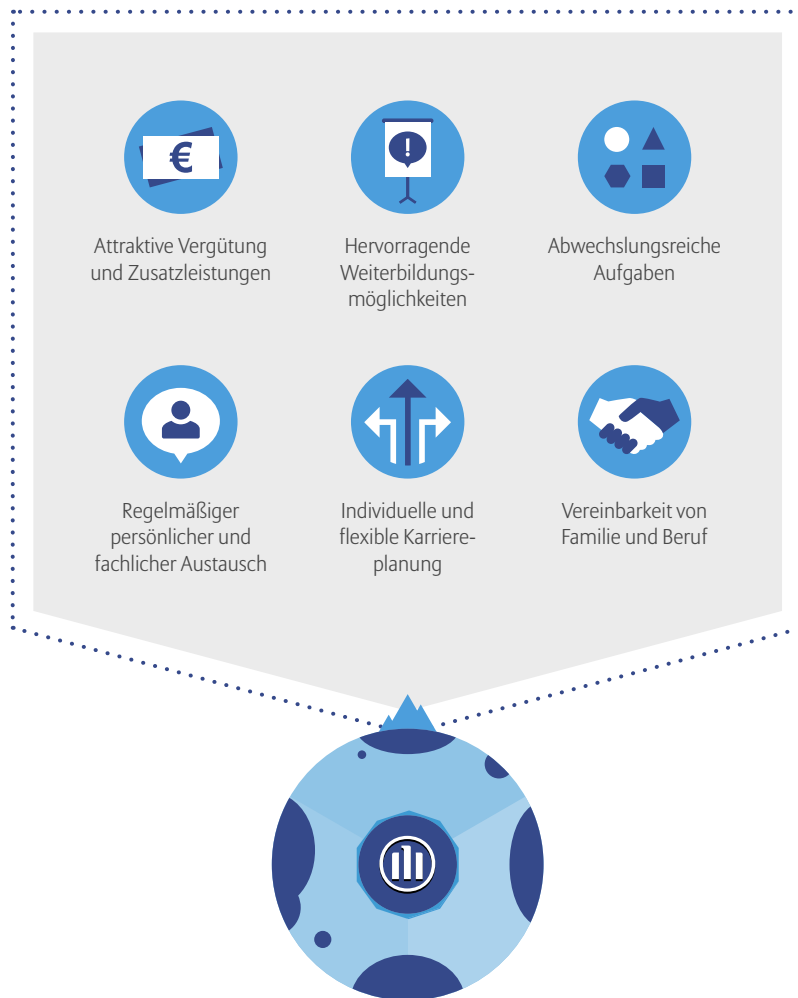 €
!
Attraktive Vergütung
und Zusatzleistungen
Hervorragende
Weiterbildungs-
möglichkeiten
Abwechslungsreiche
Aufgaben
Regelmäßiger
persönlicher und
fachlicher Austausch
Individuelle und
flexible Karriere-
planung
Vereinbarkeit von
Familie und Beruf